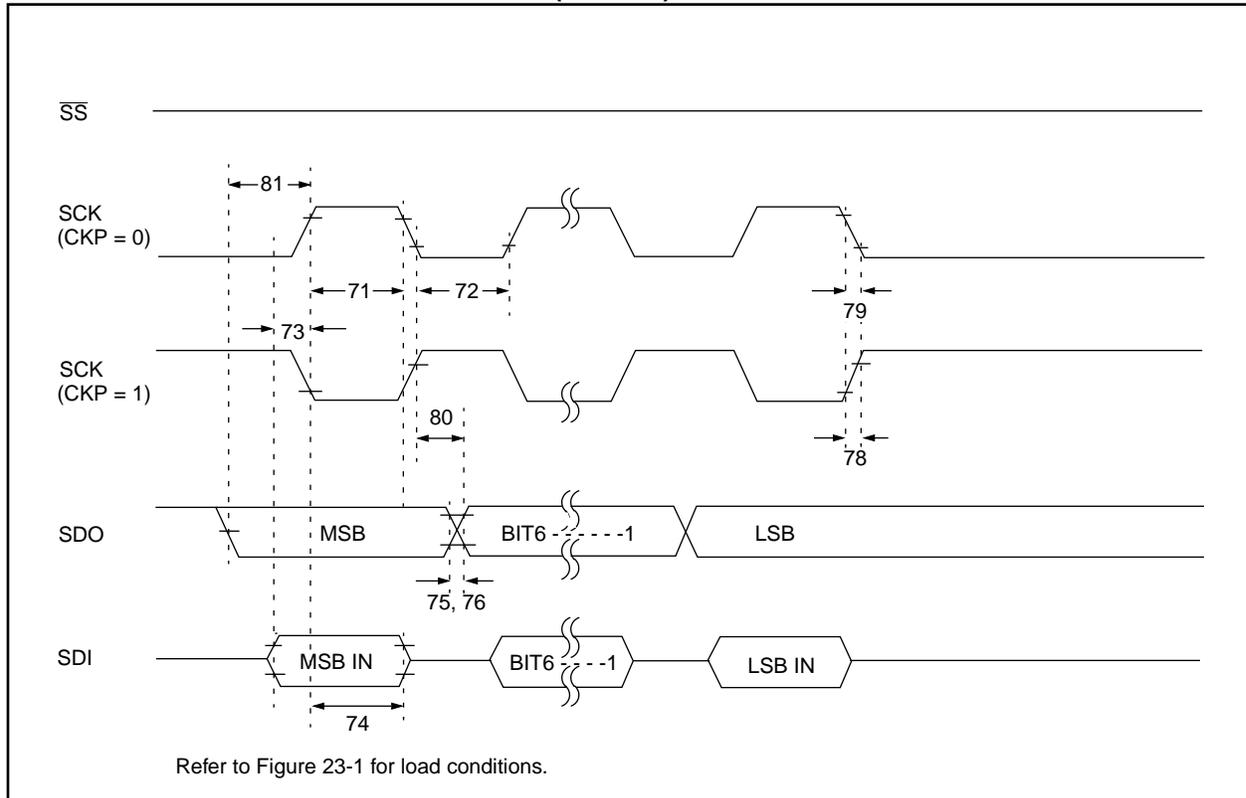 SS
81
SCK
(CKP = 0)
71
72
79
73
SCK
(CKP = 1)
80
78
SDO
MSB
BIT6 - - - - - -1
LSB
75, 76
SDI
MSB IN
BIT6 - - - -1
LSB IN
74
Refer to Figure 23-1 for load conditions.